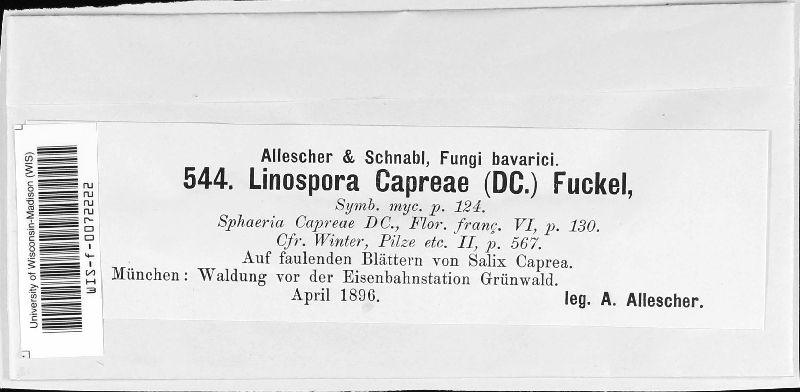 University of Wisconsin-Madison (WIS)
WIS-f-0072222
Allescher & Schnabl, Fungi bavarici.
544. Linospora Capreae (DC.) Fuckel,
Symb. myc. p. 124.
Sphaeria Capreae DC., Flor. franç. VI, p. 130.
Cfr. Winter, Pilze etc. II, p. 567.
Auf faulenden Blättern von Salix Caprea.
München: Waldung vor der Eisenbahnstation Grünwald.
April 1896. leg. A. Allescher.